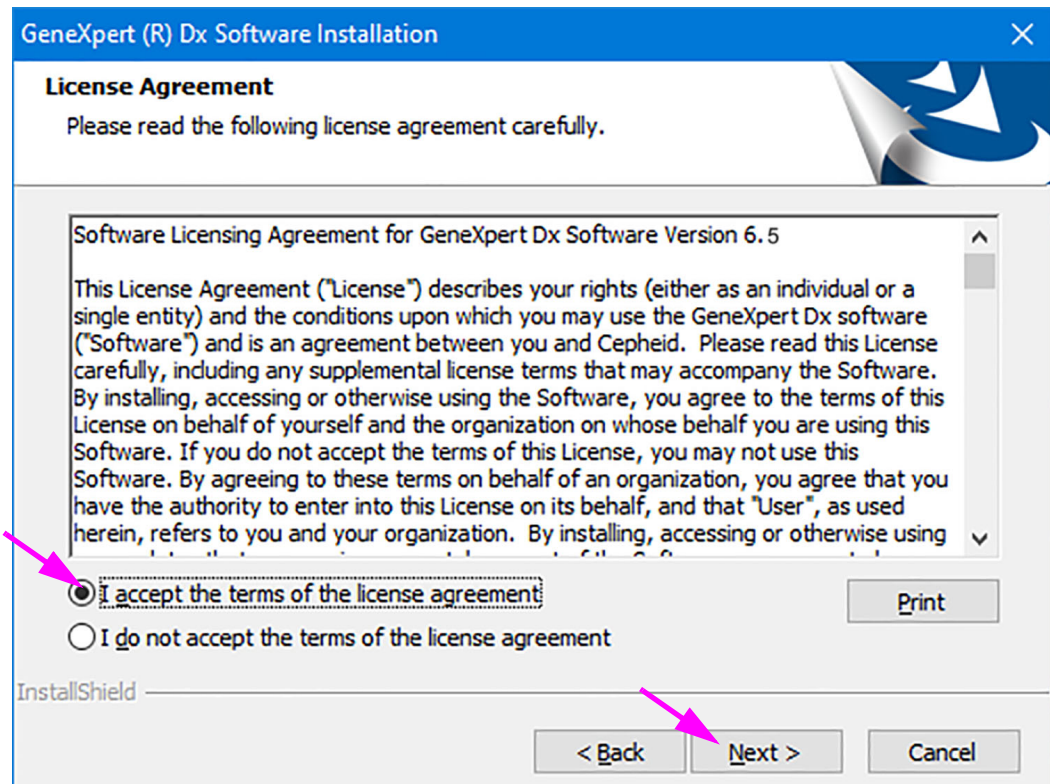 GeneXpert (R) Dx Software Installation
License Agreement
Please read the following license agreement carefully.
Software Licensing Agreement for GeneXpert Dx Software Version 6.5
This License Agreement ("License") describes your rights (either as an individual or a
single entity) and the conditions upon which you may use the GeneXpert Dx software
("Software") and is an agreement between you and Cepheid.  Please read this License
carefully, including any supplemental license terms that may accompany the Software.
By installing, accessing or otherwise using the Software, you agree to the terms of this
License on behalf of yourself and the organization on whose behalf you are using this
Software. If you do not accept the terms of this License, you may not use this
Software. By agreeing to these terms on behalf of an organization, you agree that you
have the authority to enter into this License on its behalf, and that "User", as used
herein, refers to you and your organization.  By installing, accessing or otherwise using
I accept the terms of the license agreement
Print
I do not accept the terms of the license agreement
InstallShield
< Back
Next >
Cancel